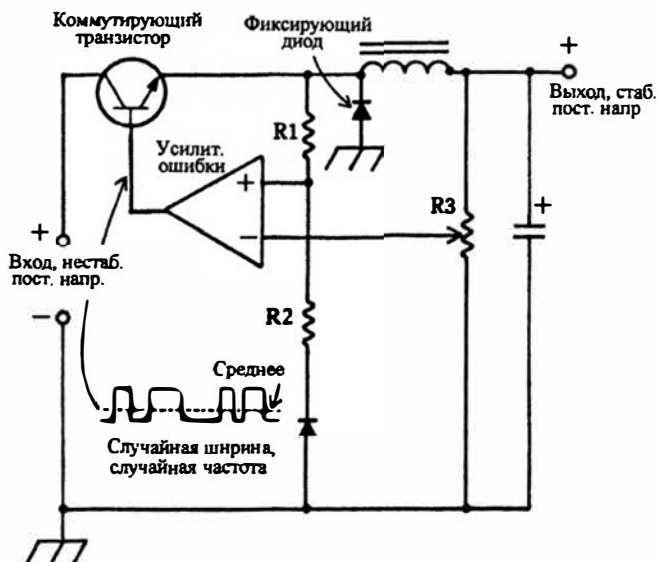 Коммутирующий
транзистор
Фиксирующий
диод
+
Выход, стаб.
пост. напр
R1
Усилит.
ошибки
+
−
R3
+
+
Вход, нестаб.
пост. напр.
−
R2
Среднее
Случайная ширина,
случайная частота